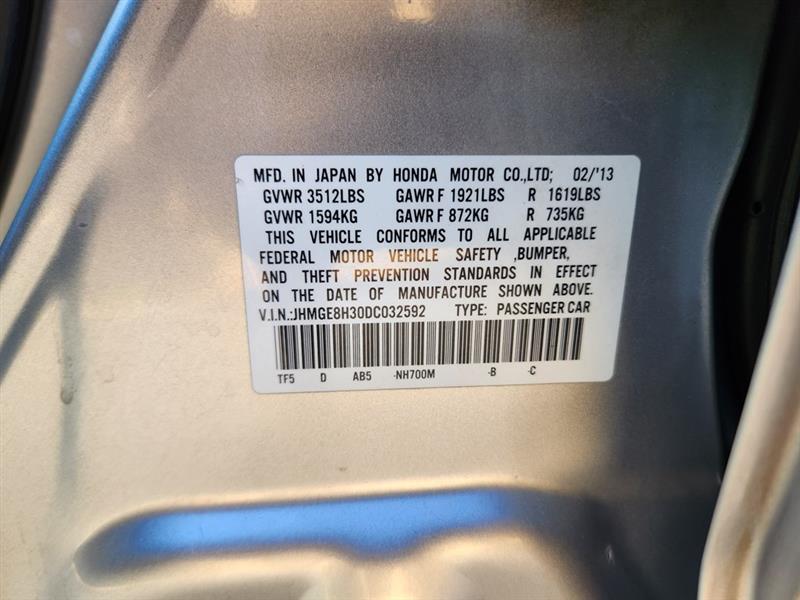 MFD. IN JAPAN BY HONDA MOTOR CO.,LTD; 02/'13
GVWR 3512LBS GAWR F 1921LBS R 1619LBS
GVWR 1594KG GAWR F 872KG R 735KG
THIS VEHICLE CONFORMS TO ALL APPLICABLE
FEDERAL MOTOR VEHICLE SAFETY ,BUMPER,
AND THEFT PREVENTION STANDARDS IN EFFECT
ON THE DATE OF MANUFACTURE SHOWN ABOVE.
V.I.N.:JHMGE8H30DC032592 TYPE: PASSENGER CAR
TF5 D AB5 -NH700M -B -C